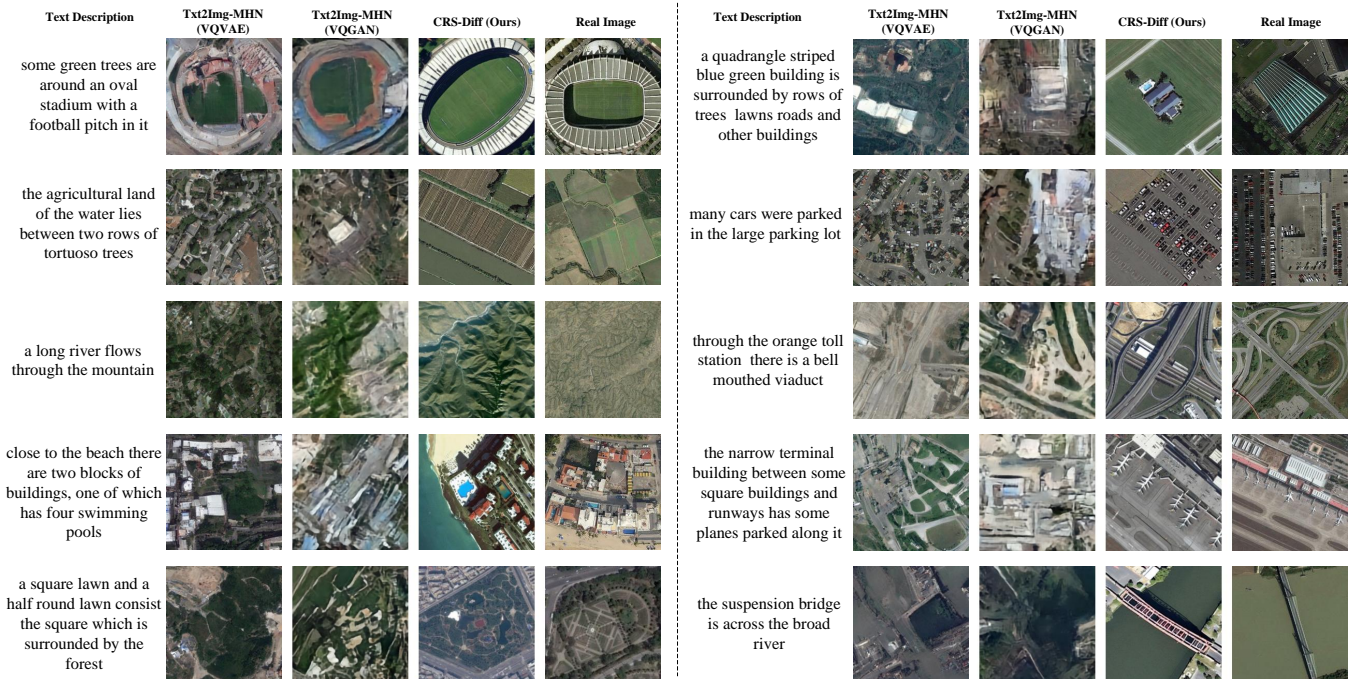 Text Description
Txt2Img-MHN
(VQVAE)
Txt2Img-MHN
(VQGAN)
CRS-Diff (Ours)
Real Image
some green trees are
around an oval
stadium with a
football pitch in it
the agricultural land
of the water lies
between two rows of
tortuoso trees
a long river flows
through the mountain
close to the beach there
are two blocks of
buildings, one of which
has four swimming
pools
a square lawn and a
half round lawn consist
the square which is
surrounded by the
forest
Text Description
Txt2Img-MHN
(VQVAE)
Txt2Img-MHN
(VQGAN)
CRS-Diff (Ours)
Real Image
a quadrangle striped
blue green building is
surrounded by rows of
trees lawns roads and
other buildings
many cars were parked
in the large parking lot
through the orange toll
station there is a bell
mouthed viaduct
the narrow terminal
building between some
square buildings and
runways has some
planes parked along it
the suspension bridge
is across the broad
river